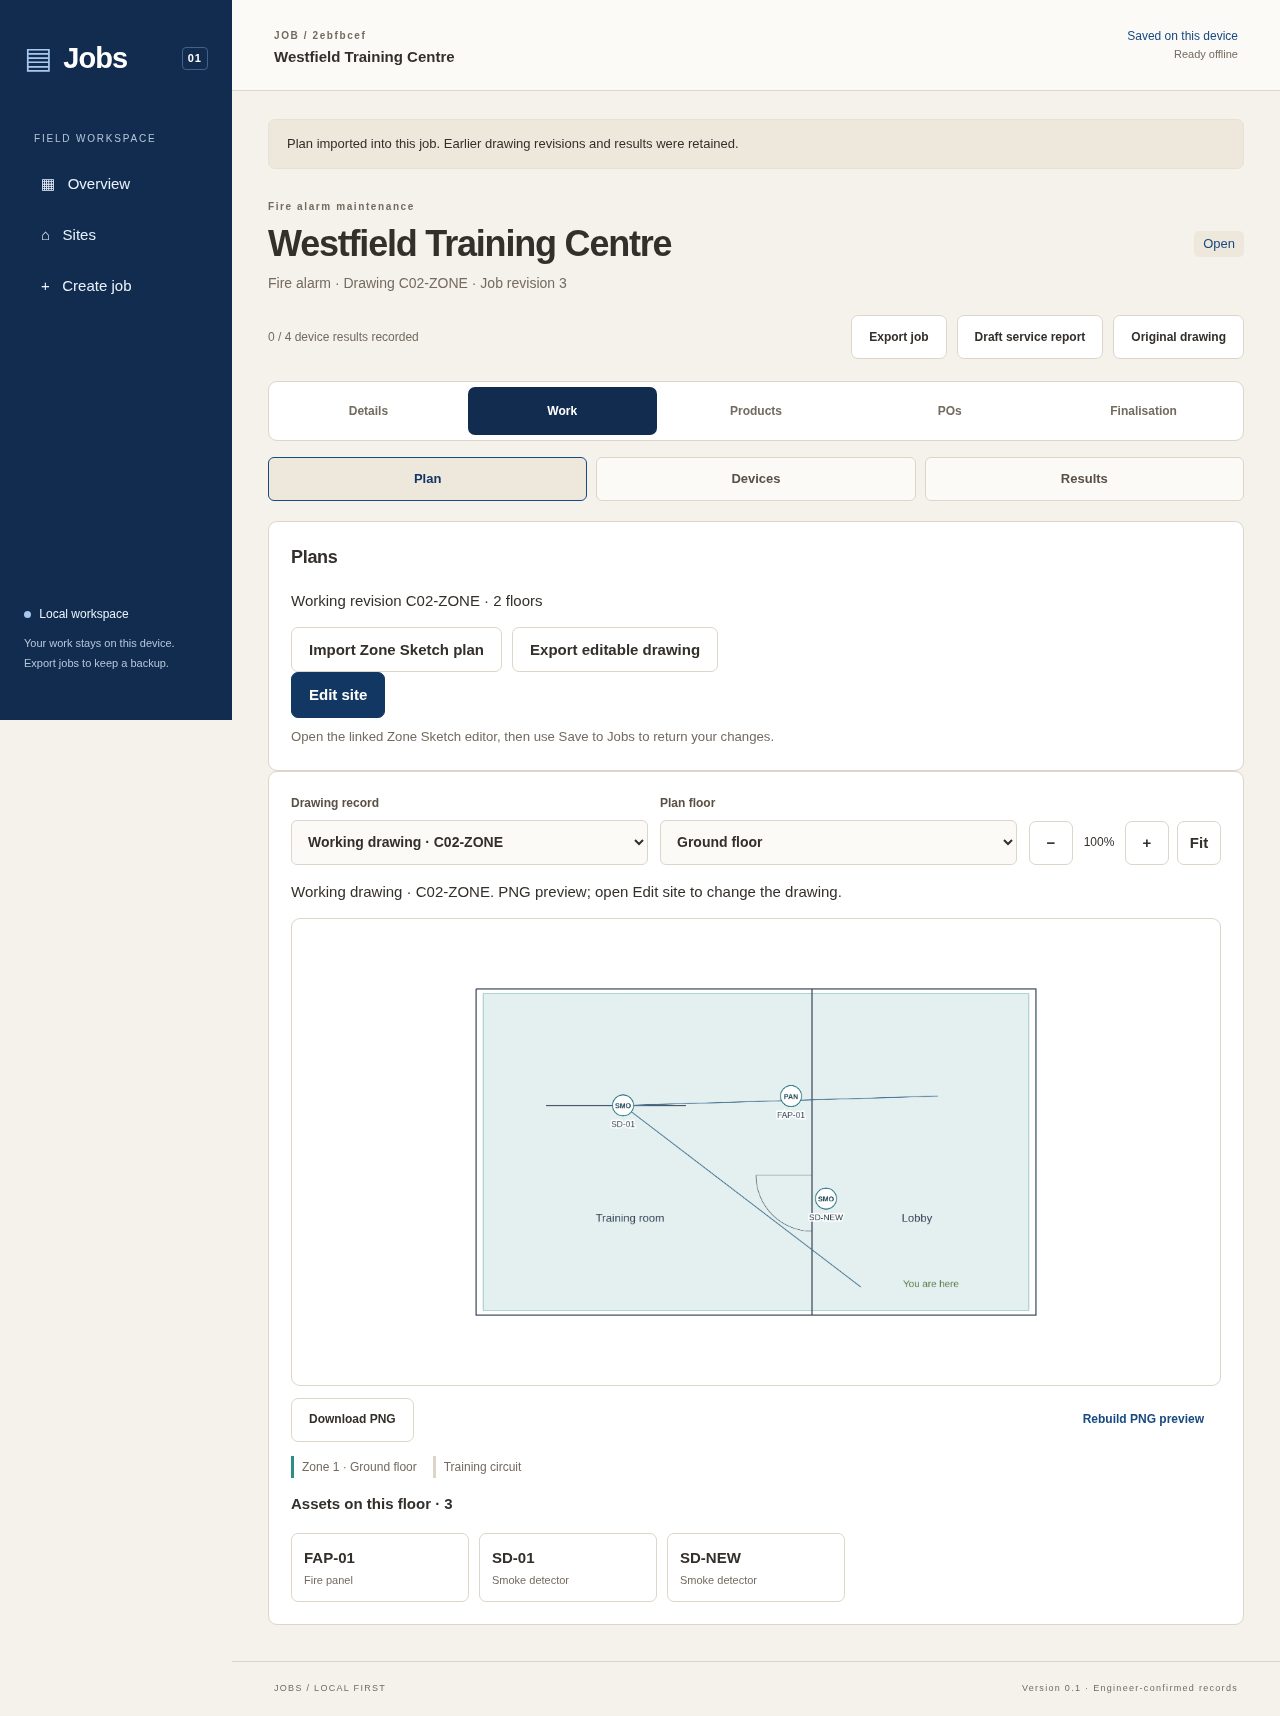 Jobs
01
FIELD WORKSPACE
Overview
Sites
+ Create job
Local workspace
Your work stays on this device.
Export jobs to keep a backup.
JOB / 2ebfbcef
Westfield Training Centre
Saved on this device
Ready offline
Plan imported into this job. Earlier drawing revisions and results were retained.
Fire alarm maintenance
Westfield Training Centre
Open
Fire alarm · Drawing C02-ZONE · Job revision 3
0 / 4 device results recorded
Export job
Draft service report
Original drawing
Details
Work
Products
POs
Finalisation
Plan
Devices
Results
Plans
Working revision C02-ZONE · 2 floors
Import Zone Sketch plan
Export editable drawing
Edit site
Open the linked Zone Sketch editor, then use Save to Jobs to return your changes.
Drawing record
Plan floor
Working drawing · C02-ZONE
Ground floor
−
100%
+
Fit
Working drawing · C02-ZONE. PNG preview; open Edit site to change the drawing.
PAN
FAP-01
SMO
SD-01
SMO
SD-NEW
Training room
Lobby
You are here
Download PNG
Rebuild PNG preview
Zone 1 · Ground floor
Training circuit
Assets on this floor · 3
FAP-01
Fire panel
SD-01
Smoke detector
SD-NEW
Smoke detector
JOBS / LOCAL FIRST
Version 0.1 · Engineer-confirmed records